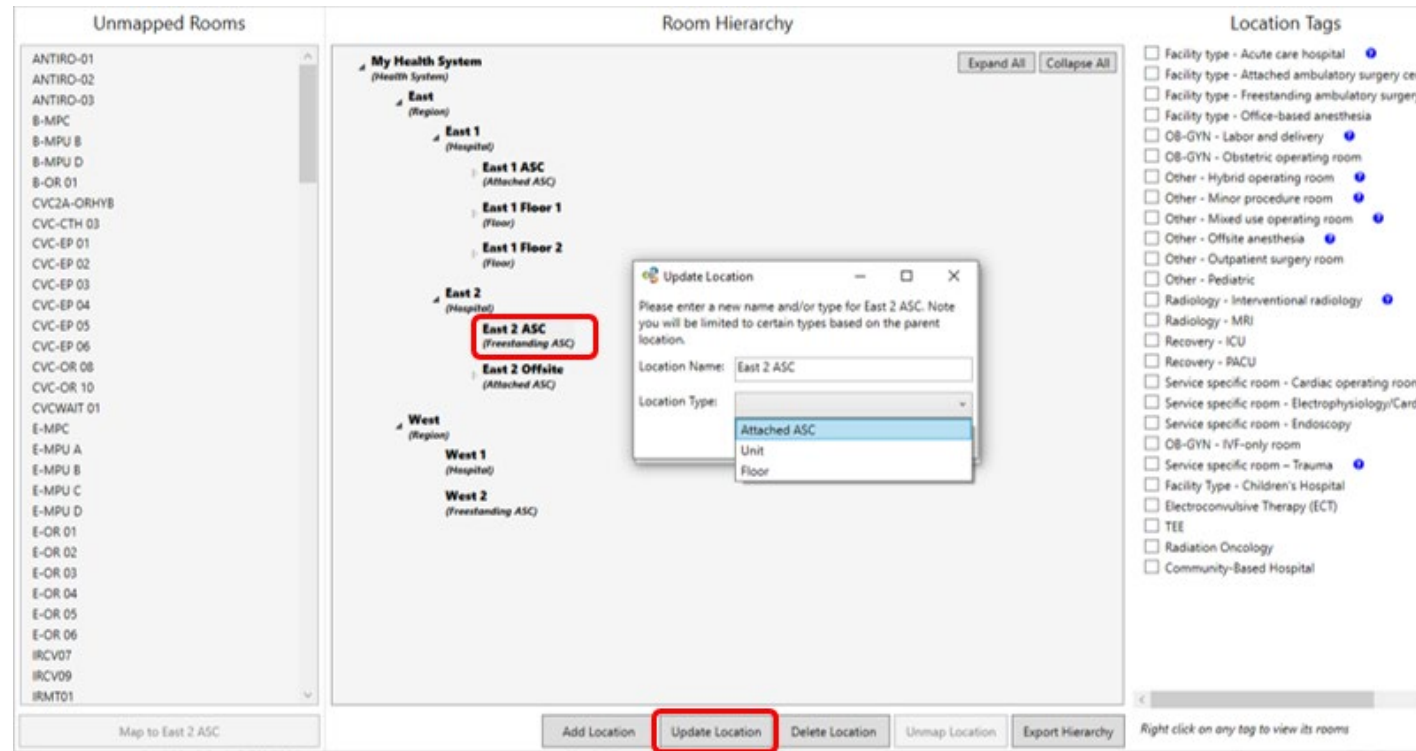 Unmapped Rooms
ANTIRO-01
ANTIRO-02
ANTIRO-03
B-MPC
B-MPU B
B-MPU D
B-OR 01
CVC2A-ORHYB
CVC-CTH 03
CVC-EP 01
CVC-EP 02
CVC-EP 03
CVC-EP 04
CVC-EP 05
CVC-EP 06
CVC-OR 08
CVC-OR 10
CVCWAIT 01
E-MPC
E-MPU A
E-MPU B
E-MPU C
E-MPU D
E-OR 01
E-OR 02
E-OR 03
E-OR 04
E-OR 05
E-OR 06
IRCV07
IRCV09
IRMT01
Map to East 2 ASC
Room Hierarchy
Expand All
Collapse All
My Health System
(Health System)
East
(Region)
East 1
(Hospital)
East 1 ASC
(Attached ASC)
East 1 Floor 1
(Floor)
East 1 Floor 2
(Floor)
East 2
(Hospital)
East 2 ASC
(Freestanding ASC)
East 2 Offsite
(Attached ASC)
West
(Region)
West 1
(Hospital)
West 2
(Freestanding ASC)
Update Location
Please enter a new name and/or type for East 2 ASC. Note
you will be limited to certain types based on the parent
location.
Location Name: East 2 ASC
Location Type:
Attached ASC
Unit
Floor
Add Location
Update Location
Delete Location
Unmap Location
Export Hierarchy
Location Tags
Facility type - Acute care hospital
Facility type - Attached ambulatory surgery ce
Facility type - Freestanding ambulatory surger
Facility type - Office-based anesthesia
OB-GYN - Labor and delivery
OB-GYN - Obstetric operating room
Other - Hybrid operating room
Other - Minor procedure room
Other - Mixed use operating room
Other - Offsite anesthesia
Other - Outpatient surgery room
Other - Pediatric
Radiology - Interventional radiology
Radiology - MRI
Recovery - ICU
Recovery - PACU
Service specific room - Cardiac operating room
Service specific room - Electrophysiology/Card
Service specific room - Endoscopy
OB-GYN - IVF-only room
Service specific room – Trauma
Facility Type - Children's Hospital
Electroconvulsive Therapy (ECT)
TEE
Radiation Oncology
Community-Based Hospital
Right click on any tag to view its rooms